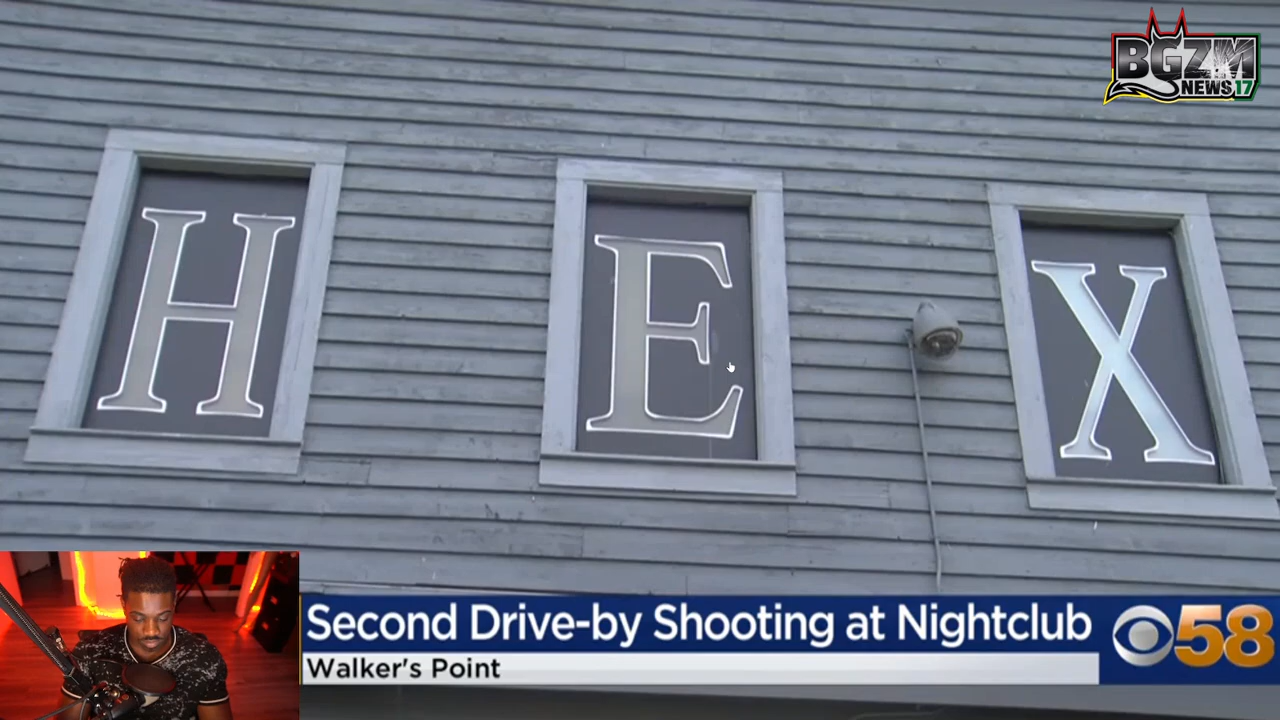 BGZM
NEWS 17
H E X
Second Drive-by Shooting at Nightclub
Walker's Point
58